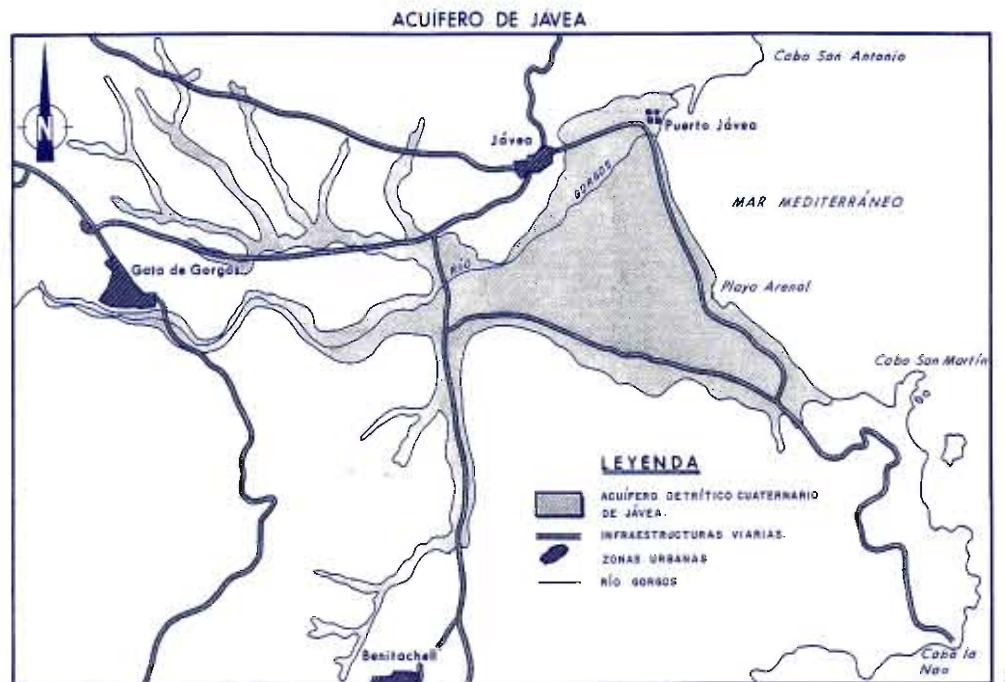 ACUÍFERO DE JÁVEA
Cabo San Antonio
N
Puerto Jávea
Jávea
GORGOS
MAR MEDITERRÁNEO
RÍO
Gata de Gorgos
Playa Arenal
Cabo San Martín
LEYENDA
ACUÍFERO DETRÍTICO CUATERNARIO
DE JÁVEA.
INFRAESTRUCTURAS VIARIAS.
ZONAS URBANAS
RÍO GORGOS
Benitachell
Cabo la
Nao